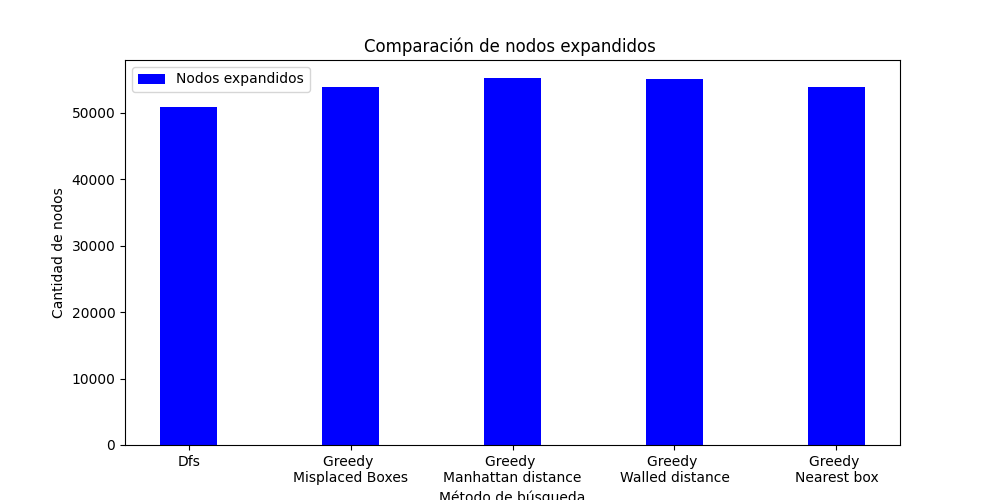 Comparación de nodos expandidos
Nodos expandidos
Cantidad de nodos
50000
40000
30000
20000
10000
0
Dfs
Greedy
Misplaced Boxes
Greedy
Manhattan distance
Greedy
Walled distance
Greedy
Nearest box
Método de búsqueda